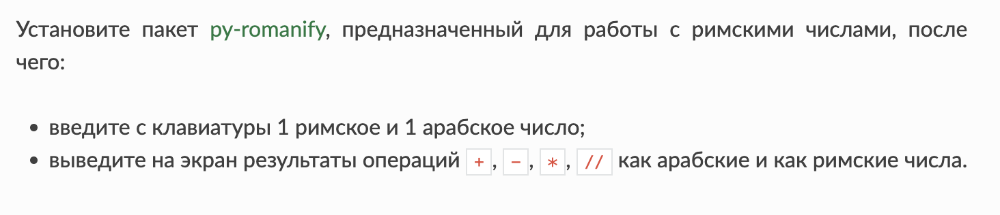 Установите пакет py-romanify, предназначенный для работы с римскими числами, после
чего:
• введите с клавиатуры 1 римское и 1 арабское число;
• выведите на экран результаты операций +, -, *, // как арабские и как римские числа.